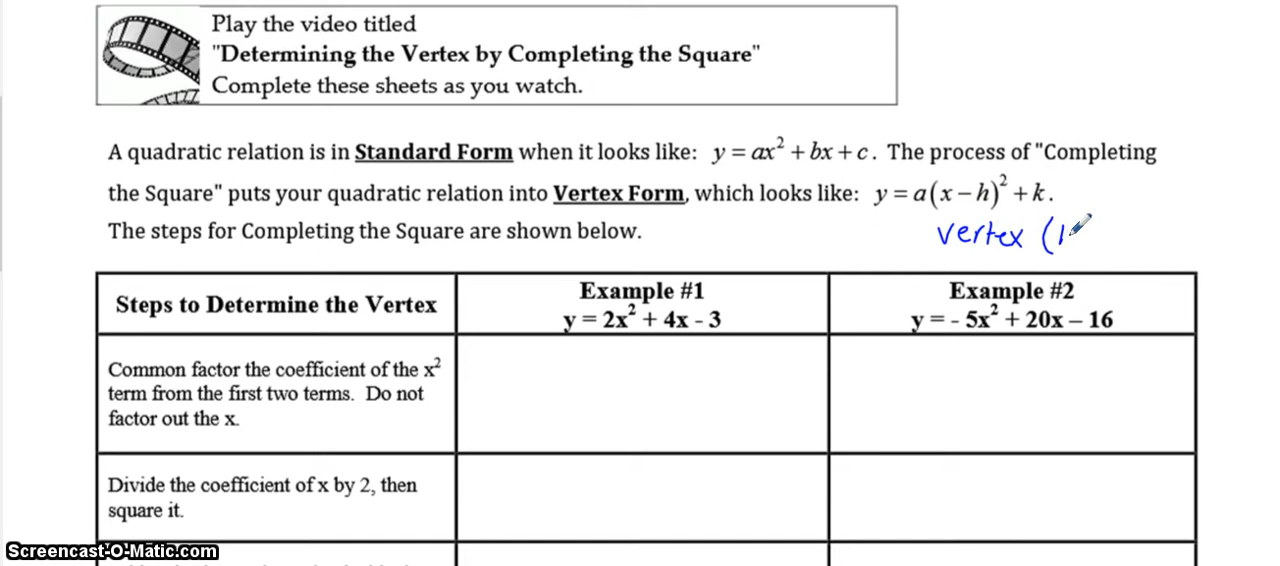 Play the video titled
"Determining the Vertex by Completing the Square"
Complete these sheets as you watch.
A quadratic relation is in Standard Form when it looks like: y = ax² + bx + c. The process of "Completing
the Square" puts your quadratic relation into Vertex Form, which looks like: y = a(x – h)² + k.
The steps for Completing the Square are shown below.
vertex (
Steps to Determine the Vertex
Example #1
y = 2x² + 4x - 3
Example #2
y = - 5x² + 20x – 16
Common factor the coefficient of the x²
term from the first two terms. Do not
factor out the x.
Divide the coefficient of x by 2, then
square it.
Screencast-O-Matic.com